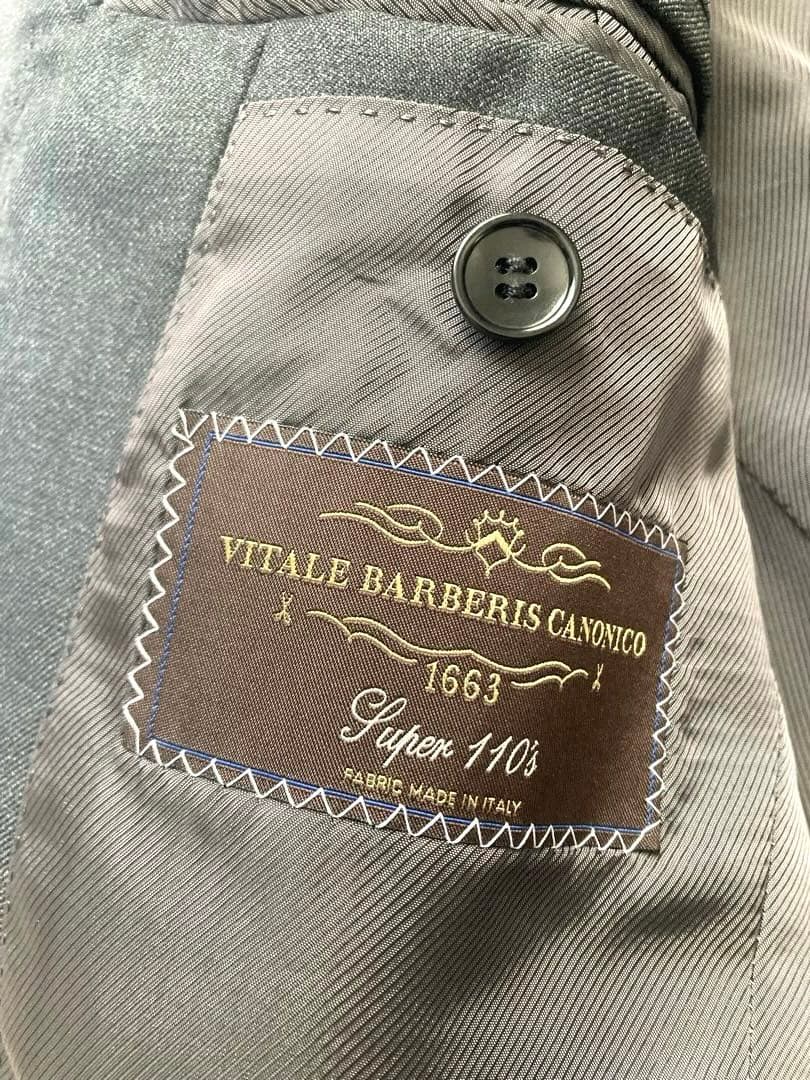 VITALE BARBERIS CANONICO
1663
Super 110's
FABRIC MADE IN ITALY